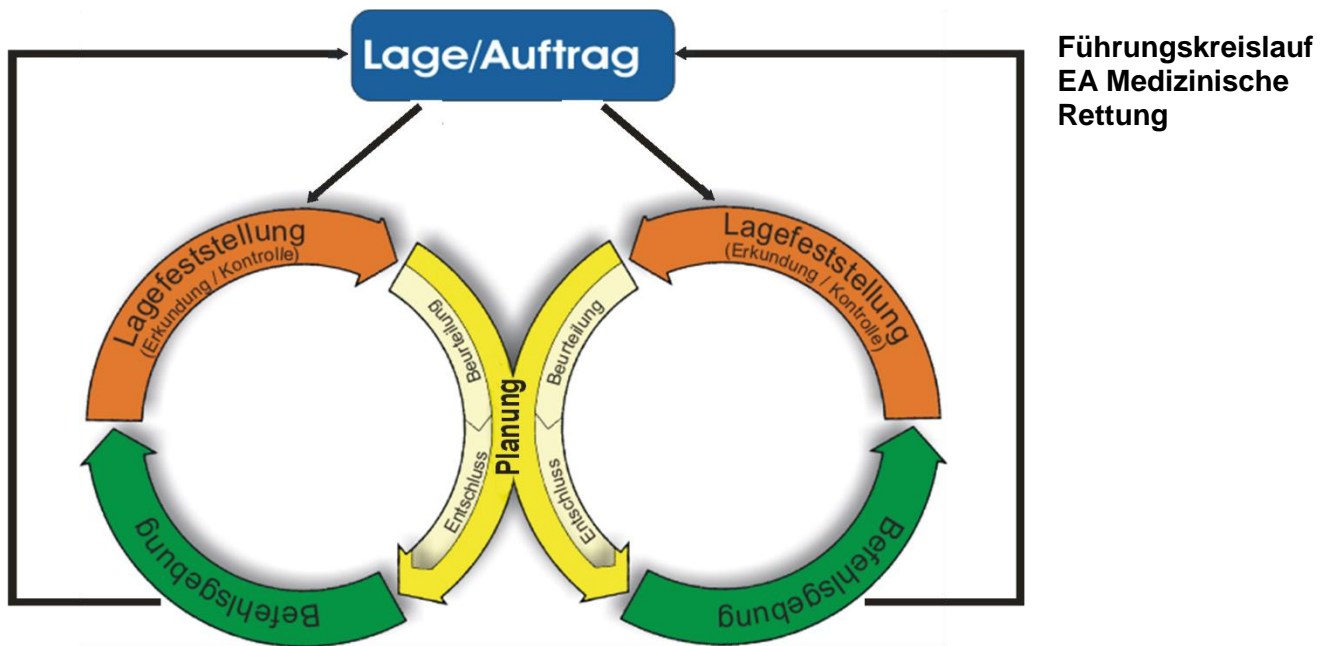 Lage/Auftrag
Führungskreislauf
EA Medizinische
Rettung
Lagefeststellung
(Erkundung / Kontrolle)
Beurteilung
Entschluss
Planung
Beurteilung
Entschluss
Lagefeststellung
(Erkundung / Kontrolle)
Befehlsgebung
Befehlsgebung